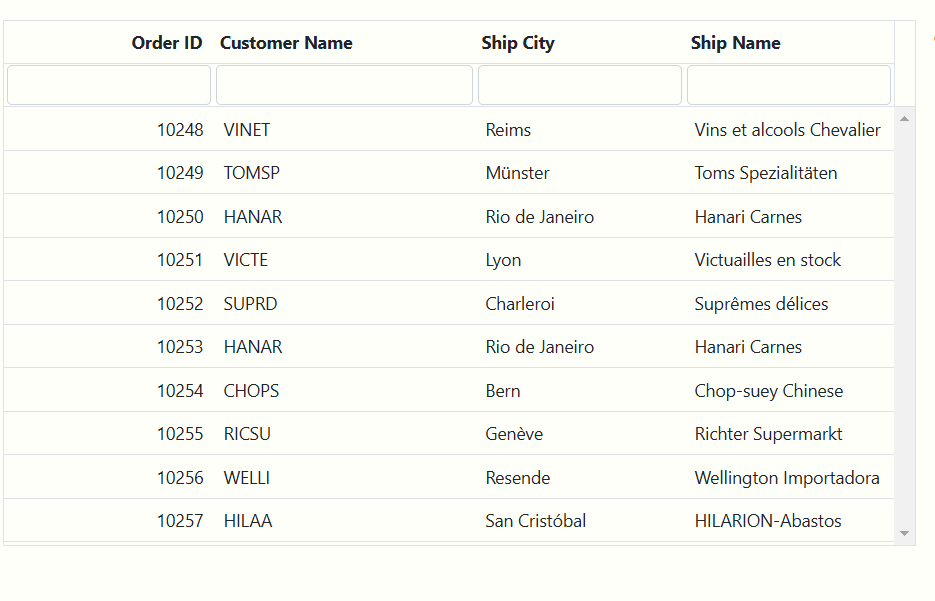 Order ID Customer Name Ship City Ship Name
10248 VINET Reims Vins et alcools Chevalier
10249 TOMSP Münster Toms Spezialitäten
10250 HANAR Rio de Janeiro Hanari Carnes
10251 VICTE Lyon Victuailles en stock
10252 SUPRD Charleroi Suprêmes délices
10253 HANAR Rio de Janeiro Hanari Carnes
10254 CHOPS Bern Chop-suey Chinese
10255 RICSU Genève Richter Supermarkt
10256 WELLI Resende Wellington Importadora
10257 HILAA San Cristóbal HILARION-Abastos